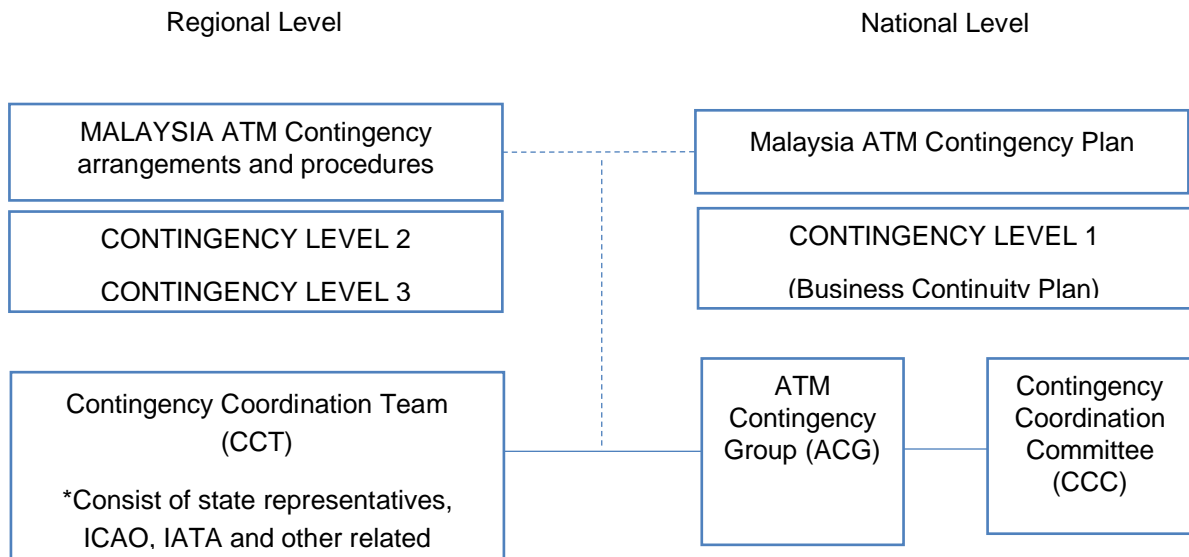 Regional Level
National Level
MALAYSIA ATM Contingency
arrangements and procedures
Malaysia ATM Contingency Plan
CONTINGENCY LEVEL 2
CONTINGENCY LEVEL 3
CONTINGENCY LEVEL 1
(Business Continuity Plan)
Contingency Coordination Team
(CCT)
*Consist of state representatives,
ICAO, IATA and other related
ATM
Contingency
Group (ACG)
Contingency
Coordination
Committee
(CCC)